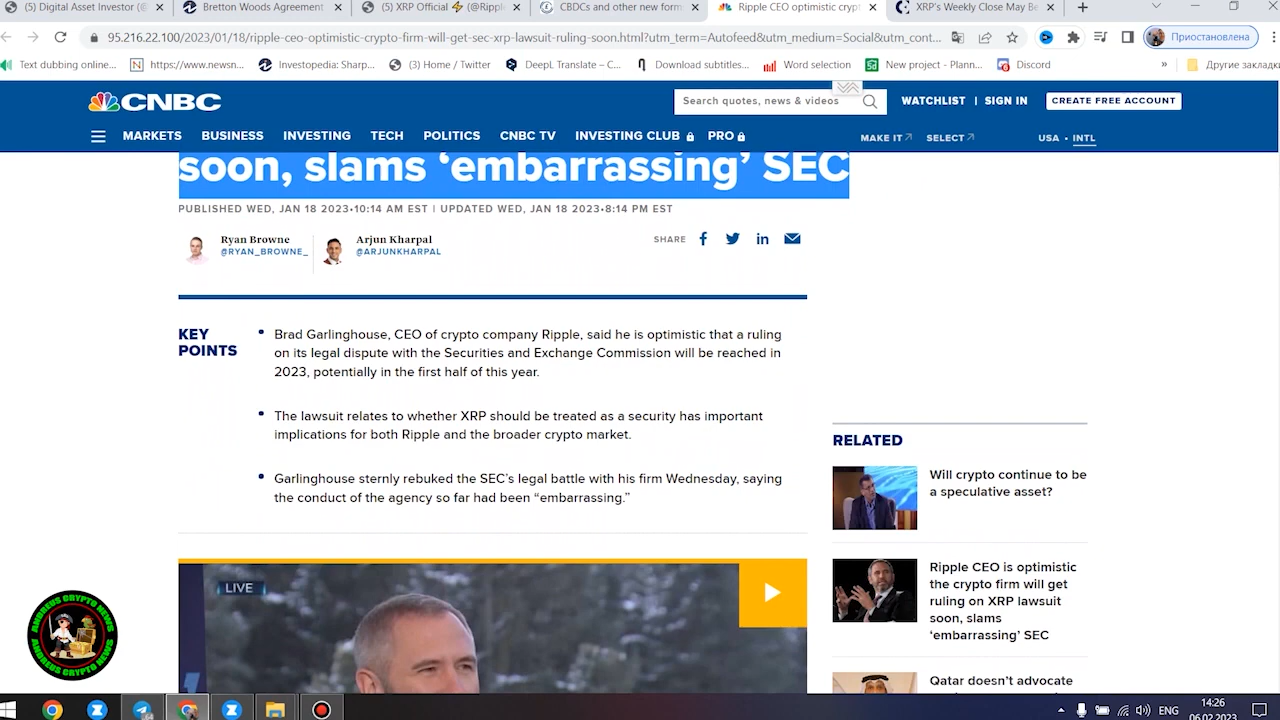 (5) Digital Asset Investor (@
Bretton Woods Agreement
(5) XRP Official ⚡ (@Rippl
CBDCs and other new form
Ripple CEO optimistic crypt
XRP's Weekly Close May Be
95.216.22.100/2023/01/18/ripple-ceo-optimistic-crypto-firm-will-get-sec-xrp-lawsuit-ruling-soon.html?utm_term=Autofeed&utm_medium=Social&utm_cont...
Приостановлена
Text dubbing online...
https://www.newsn...
Investopedia: Sharp...
(3) Home / Twitter
DeepL Translate – C...
Download subtitles...
Word selection
New project - Plann...
Discord
»
Другие закладки
CNBC
Search quotes, news & videos
WATCHLIST | SIGN IN
CREATE FREE ACCOUNT
MARKETS
BUSINESS
INVESTING
TECH
POLITICS
CNBC TV
INVESTING CLUB
PRO
MAKE IT
SELECT
USA • INTL
soon, slams ‘embarrassing’ SEC
PUBLISHED WED, JAN 18 2023•10:14 AM EST | UPDATED WED, JAN 18 2023•8:14 PM EST
Ryan Browne
@RYAN_BROWNE_
Arjun Kharpal
@ARJUNKHARPAL
SHARE
KEY
POINTS
Brad Garlinghouse, CEO of crypto company Ripple, said he is optimistic that a ruling
on its legal dispute with the Securities and Exchange Commission will be reached in
2023, potentially in the first half of this year.
The lawsuit relates to whether XRP should be treated as a security has important
implications for both Ripple and the broader crypto market.
Garlinghouse sternly rebuked the SEC’s legal battle with his firm Wednesday, saying
the conduct of the agency so far had been “embarrassing.”
LIVE
RELATED
Will crypto continue to be
a speculative asset?
Ripple CEO is optimistic
the crypto firm will get
ruling on XRP lawsuit
soon, slams
‘embarrassing’ SEC
Qatar doesn’t advocate
ANDREUS CRYPTO NEWS
ANDREUS CRYPTO NEWS
ENG
14:26
06.02.2023